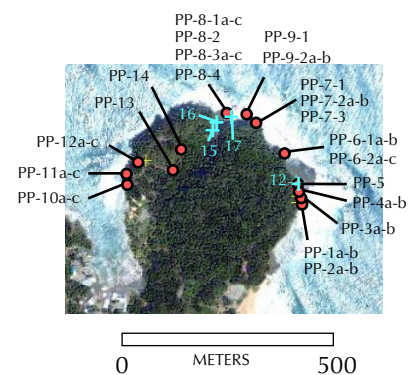 PP-8-1a-c
PP-8-2
PP-8-3a-c
PP-8-4
PP-9-1
PP-9-2a-b
PP-14
PP-13
PP-7-1
PP-7-2a-b
PP-7-3
16
15
17
PP-12a-c
PP-11a-c
PP-10a-c
PP-6-1a-b
PP-6-2a-c
12
PP-5
PP-4a-b
PP-3a-b
PP-1a-b
PP-2a-b
0
METERS
500